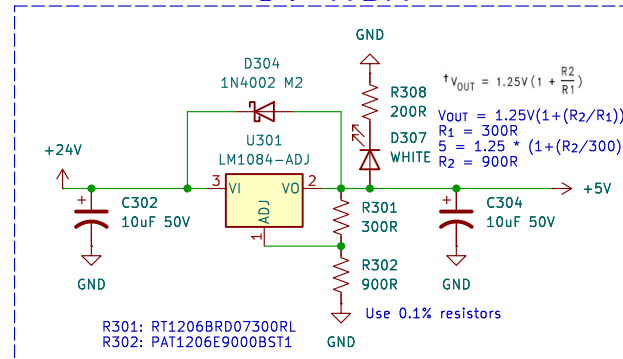 GND
D304
1N4002 M2
R308
200R
†VOUT = 1.25V(1 + R2/R1)
VOUT = 1.25V(1+(R2/R1))
R1 = 300R
5 = 1.25 * (1+(R2/300)
R2 = 900R
D307
WHITE
U301
LM1084-ADJ
+24V
3 VI VO 2
ADJ
1
+5V
C302
10uF 50V
R301
300R
C304
10uF 50V
R302
900R
GND
GND
GND
Use 0.1% resistors
R301: RT1206BRD07300RL
R302: PAT1206E9000BST1
+
+